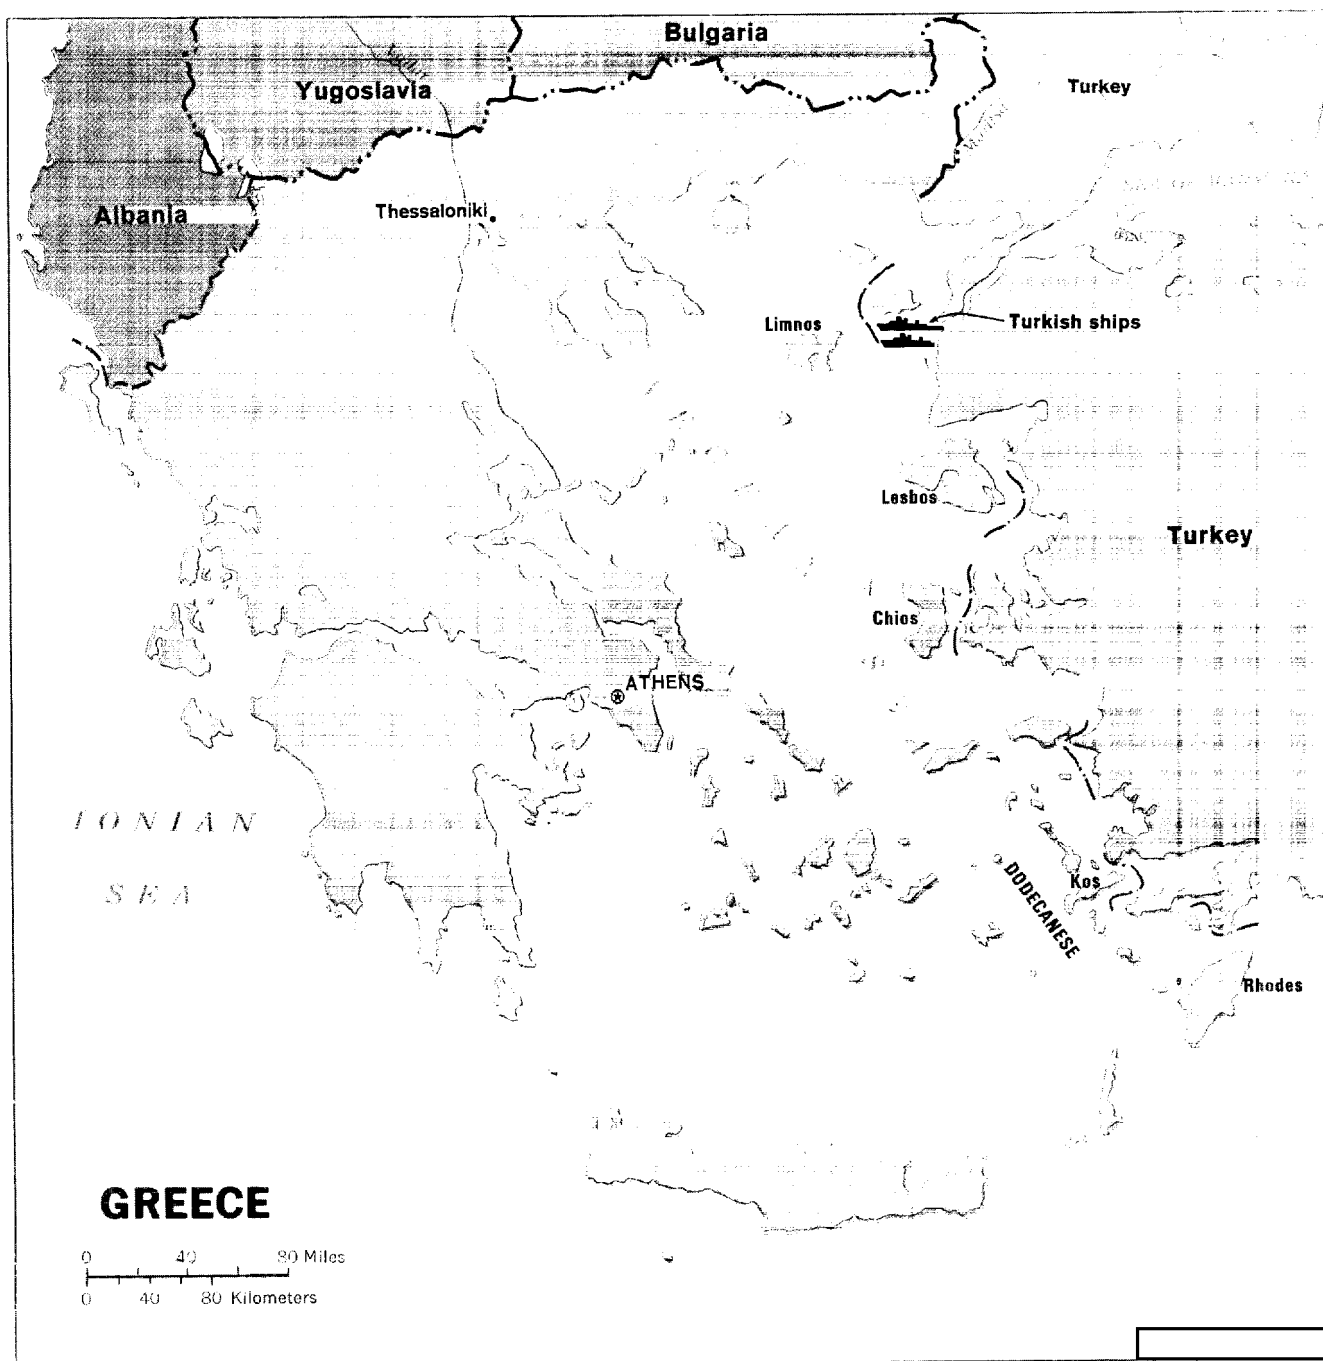 Bulgaria
Yugoslavia
Turkey
Albania
Thessaloniki
Limnos
Turkish ships
Lesbos
Turkey
Chios
ATHENS
IONIAN
SEA
Kos
DODECANESE
Rhodes
GREECE
0 40 80 Miles
0 40 80 Kilometers